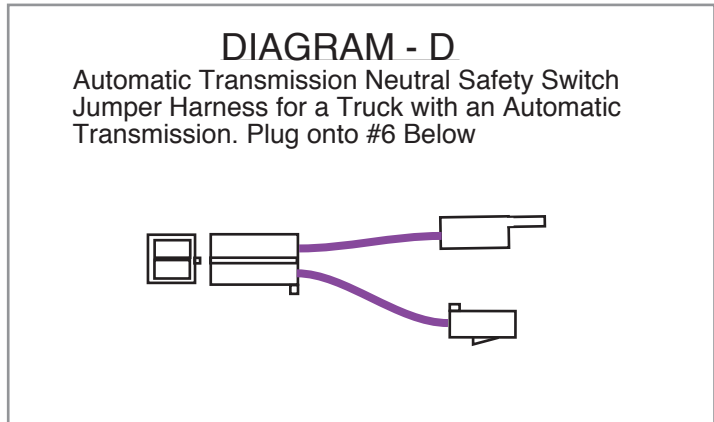 DIAGRAM - D
Automatic Transmission Neutral Safety Switch
Jumper Harness for a Truck with an Automatic
Transmission. Plug onto #6 Below